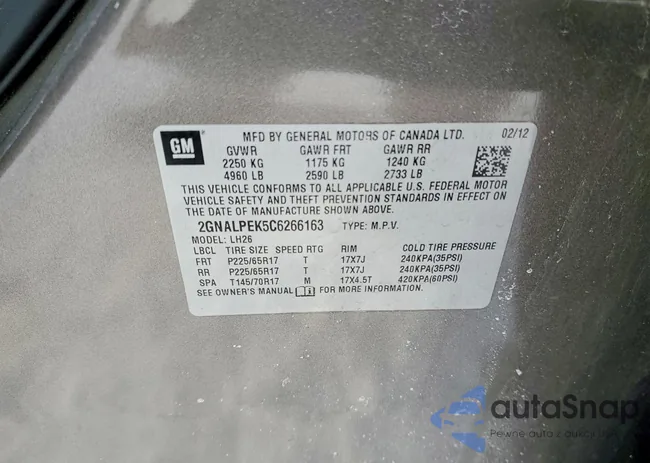 GM
MFD BY GENERAL MOTORS OF CANADA LTD. 02/12
GVWR GAWR FRT GAWR RR
2250 KG 1175 KG 1240 KG
4960 LB 2590 LB 2733 LB
THIS VEHICLE CONFORMS TO ALL APPLICABLE U.S. FEDERAL MOTOR
VEHICLE SAFETY AND THEFT PREVENTION STANDARDS IN EFFECT ON
THE DATE OF MANUFACTURE SHOWN ABOVE.
2GNALPEK5C6266163 TYPE: M.P.V.
MODEL: LH26
LBCL TIRE SIZE SPEED RTG RIM COLD TIRE PRESSURE
FRT P225/65R17 T 17X7J 240KPA(35PSI)
RR P225/65R17 T 17X7J 240KPA(35PSI)
SPA T145/70R17 M 17X4.5T 420KPA(60PSI)
SEE OWNER'S MANUAL FOR MORE INFORMATION.
autaSnap
Pewne auta z duszy